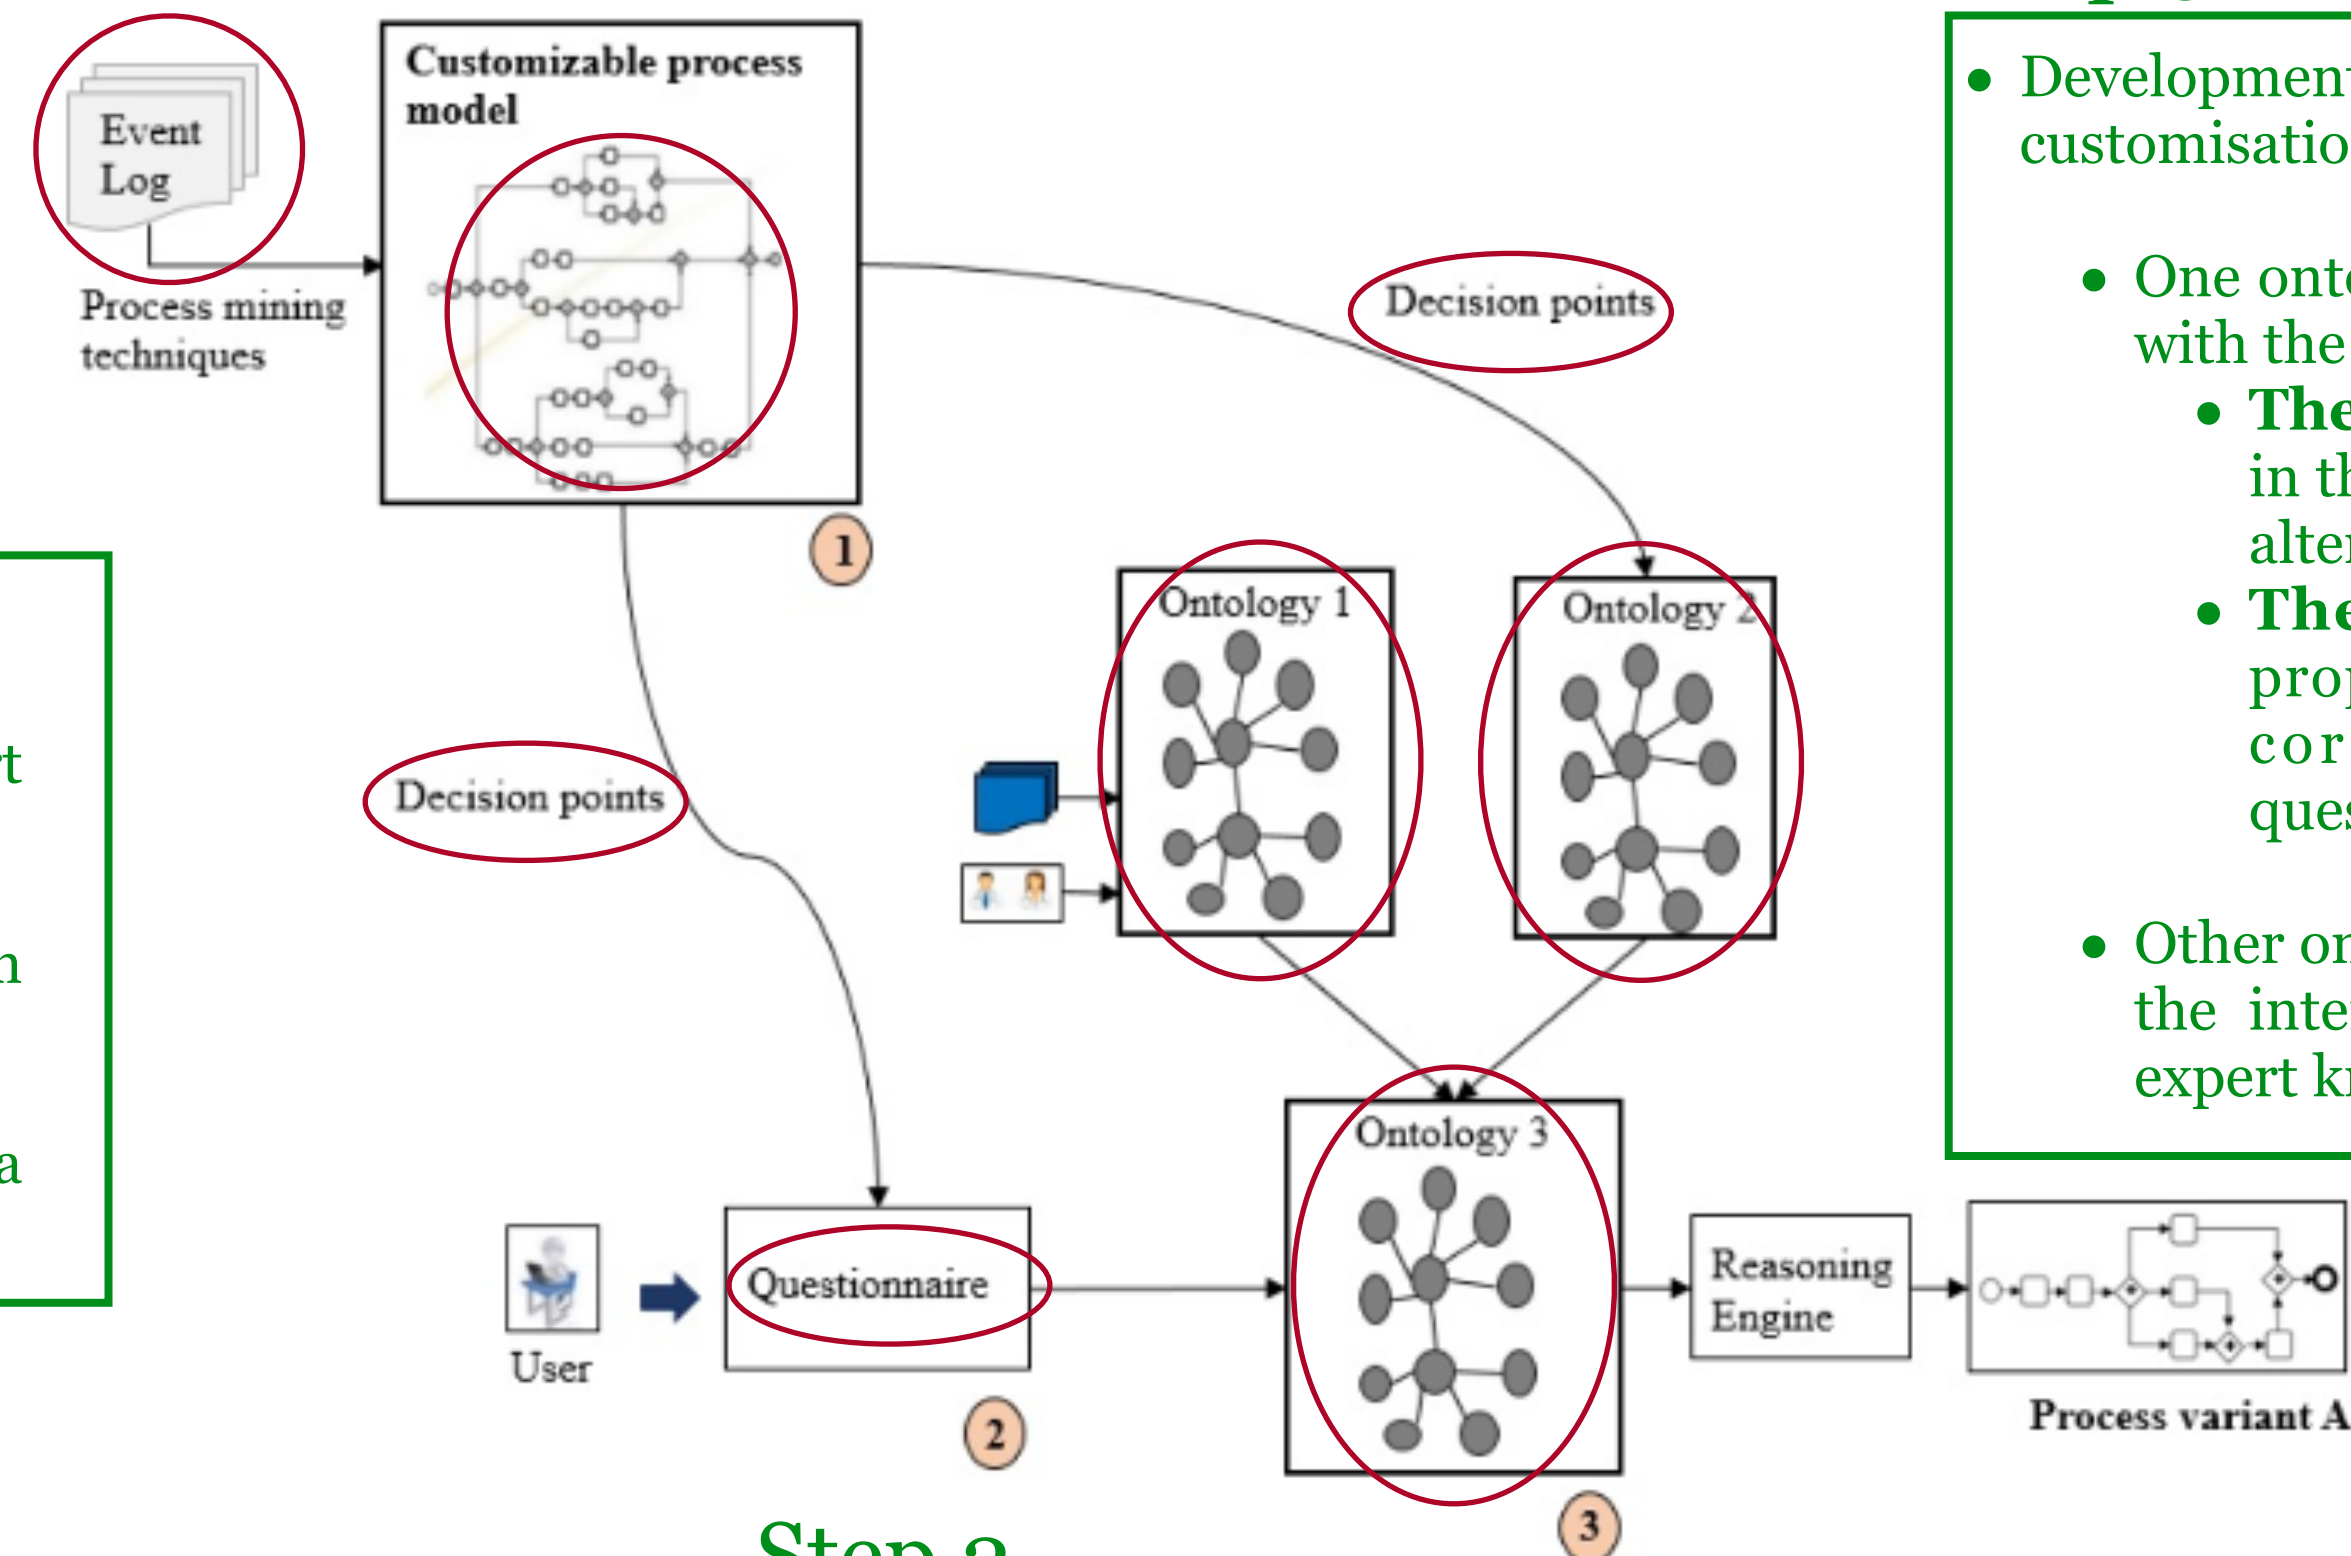 Customizable process
model
Event
Log
Process mining
techniques
Decision points
1
Ontology 1
Ontology 2
Decision points
Ontology 3
Questionnaire
User
2
Reasoning
Engine
Process variant A
3
Development
customisatio
One onto
with the
The
in th
alter
The
prop
cor
ques
Other on
the inte
expert kn
rt
n
a